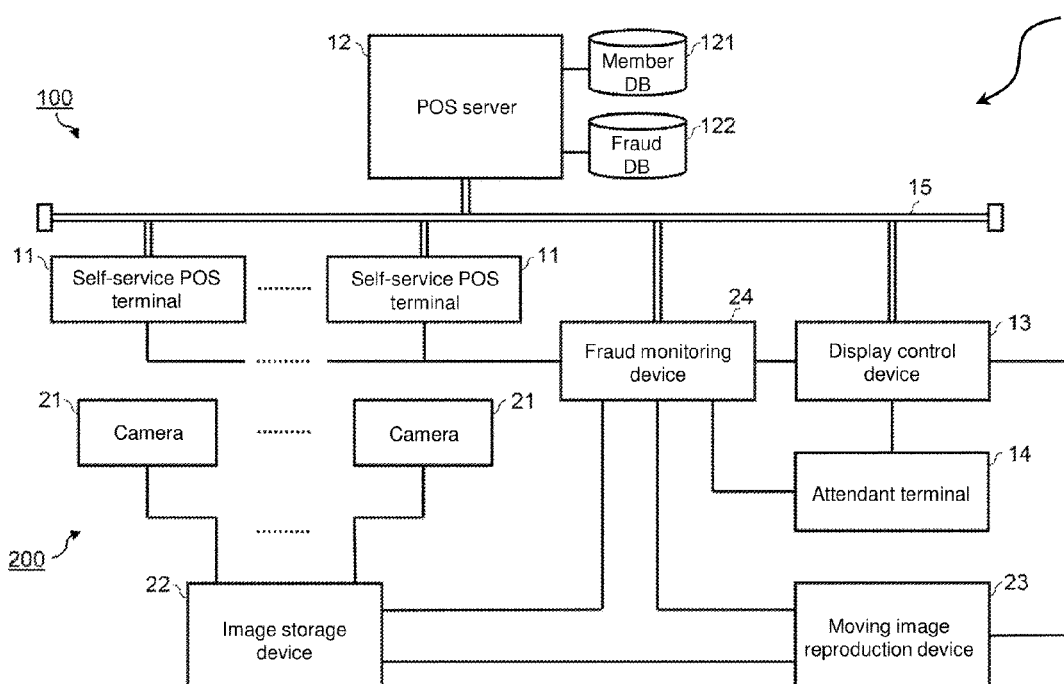 12
121
Member
DB
POS server
100
122
Fraud
DB
15
11
Self-service POS
terminal
11
Self-service POS
terminal
24
Fraud monitoring
device
13
Display control
device
21
Camera
21
Camera
14
Attendant terminal
200
22
Image storage
device
23
Moving image
reproduction device